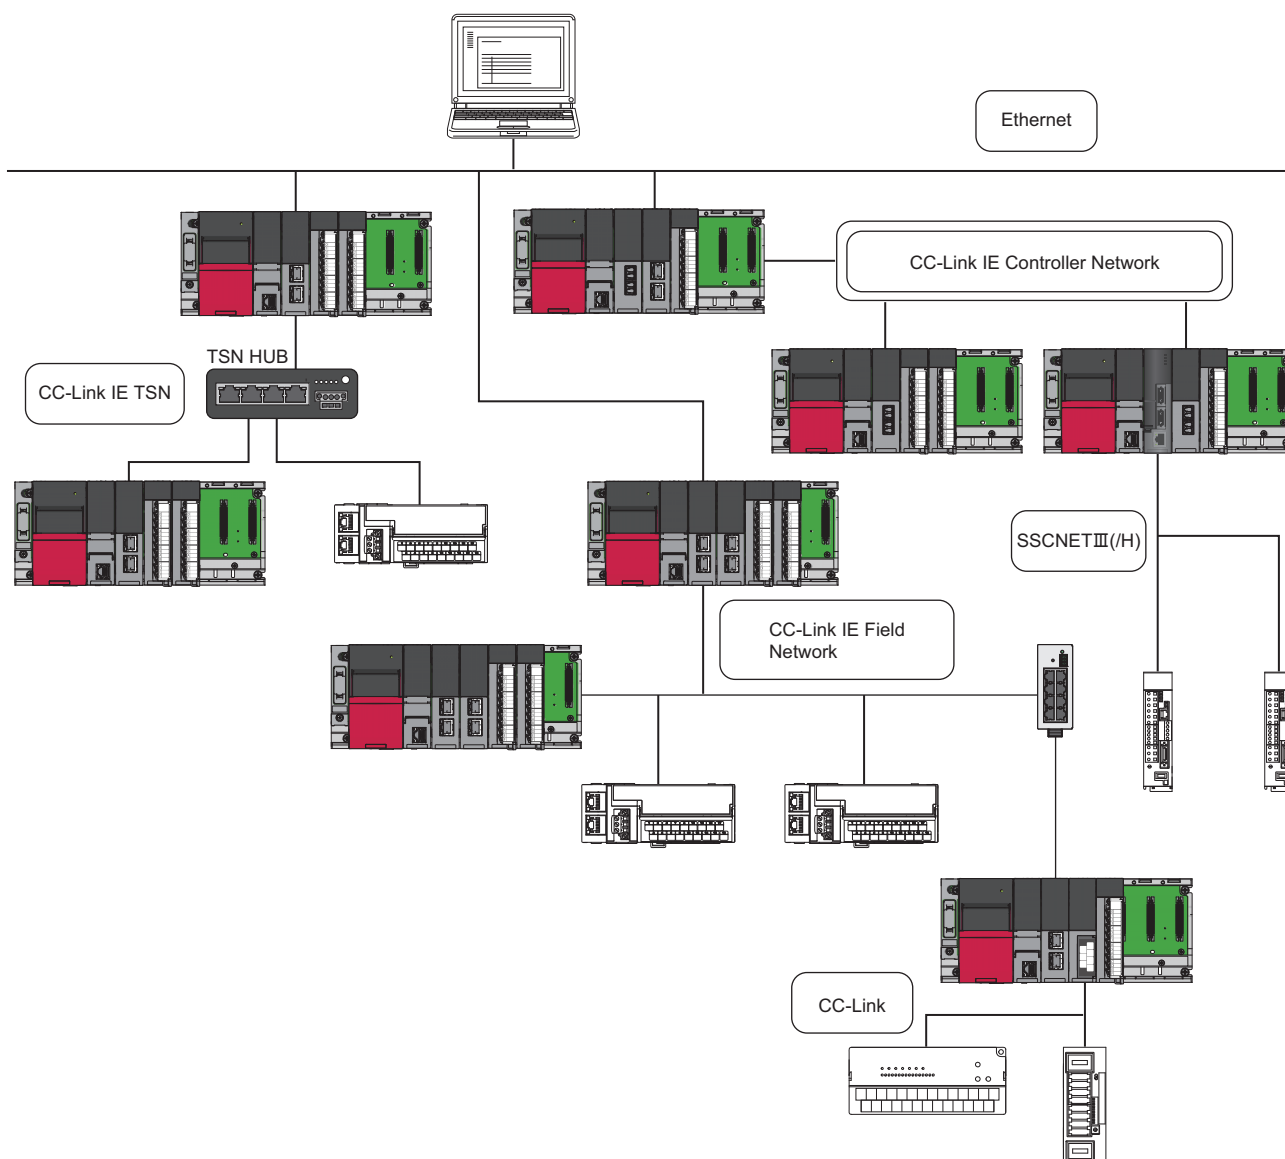 Ethernet
CC-Link IE Controller Network
TSN HUB
CC-Link IE TSN
SSCNETⅢ(/H)
CC-Link IE Field
Network
CC-Link